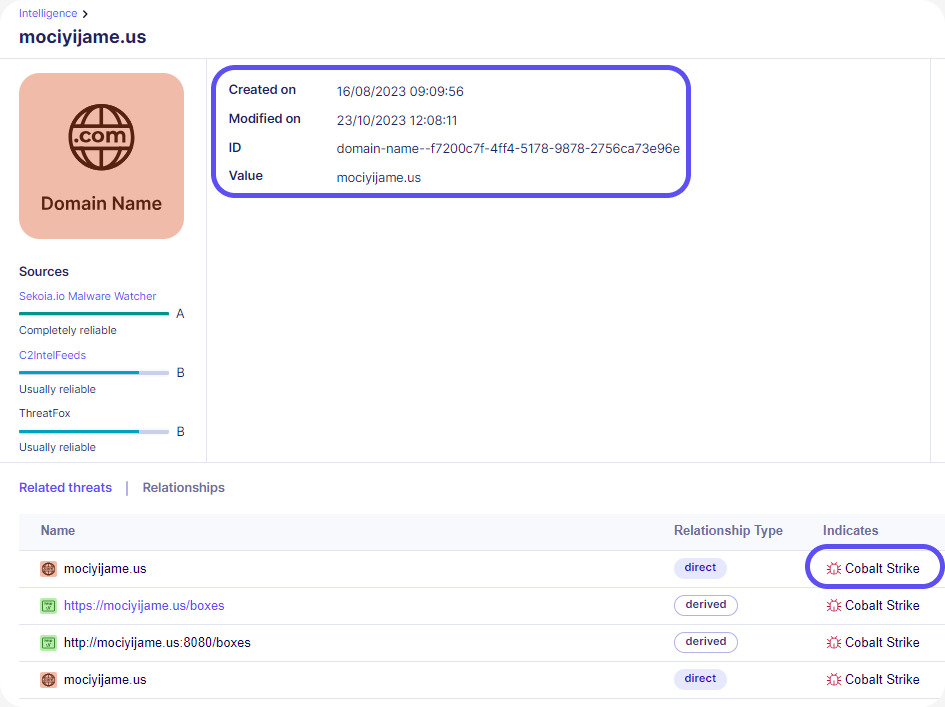 Intelligence
mociyijame.us
.com
Domain Name
Created on 16/08/2023 09:09:56
Modified on 23/10/2023 12:08:11
ID domain-name--f7200c7f-4ff4-5178-9878-2756ca73e96e
Value mociyijame.us
Sources
Sekoia.io Malware Watcher
A
Completely reliable
C2IntelFeeds
B
Usually reliable
ThreatFox
B
Usually reliable
Related threats | Relationships
Name Relationship Type Indicates
mociyijame.us direct Cobalt Strike
https://mociyijame.us/boxes derived Cobalt Strike
http://mociyijame.us:8080/boxes derived Cobalt Strike
mociyijame.us direct Cobalt Strike